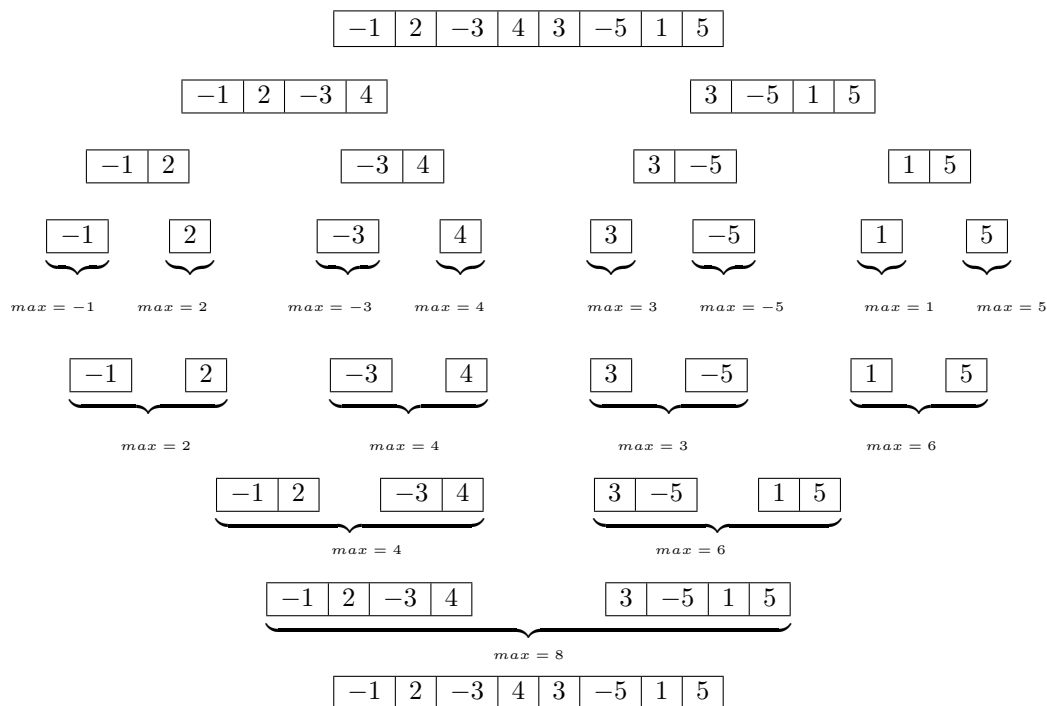 −1 2 −3 4 3 −5 1 5
−1 2 −3 4 3 −5 1 5
−1 2 −3 4 3 −5 1 5
−1 2 −3 4 3 −5 1 5
max = −1 max = 2 max = −3 max = 4 max = 3 max = −5 max = 1 max = 5
−1 2 −3 4 3 −5 1 5
max = 2 max = 4 max = 3 max = 6
−1 2 −3 4 3 −5 1 5
max = 4 max = 6
−1 2 −3 4 3 −5 1 5
max = 8
−1 2 −3 4 3 −5 1 5